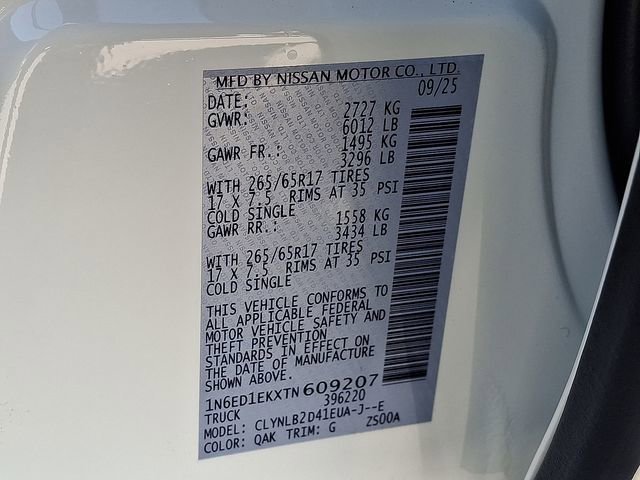 MFD BY NISSAN MOTOR CO., LTD.
DATE: 09/25
GVWR: 2727 KG
6012 LB
GAWR FR.: 1495 KG
3296 LB
WITH 265/65R17 TIRES
17 X 7.5 RIMS AT 35 PSI
COLD SINGLE
GAWR RR.: 1558 KG
3434 LB
WITH 265/65R17 TIRES
17 X 7.5 RIMS AT 35 PSI
COLD SINGLE
THIS VEHICLE CONFORMS TO
ALL APPLICABLE FEDERAL
MOTOR VEHICLE SAFETY AND
THEFT PREVENTION
STANDARDS IN EFFECT ON
THE DATE OF MANUFACTURE
SHOWN ABOVE.
1N6ED1EKXTN609207
TRUCK 396220
MODEL: CLYNLB2D41EUA-J--E
COLOR: QAK TRIM: G ZS00A